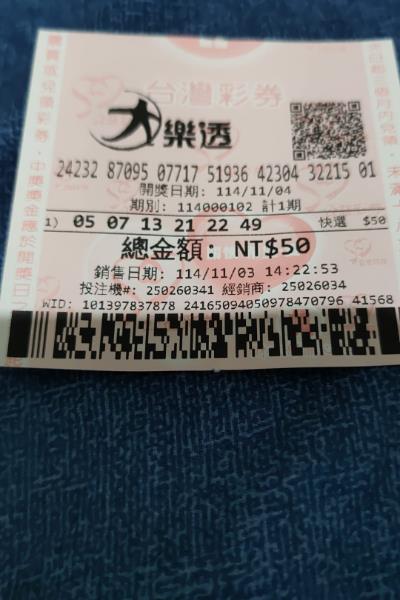 台灣彩券
大樂透
24232 87095 07717 51936 42304 32215 01
開獎日期: 114/11/04
期別: 114000102 計1期
1) 05 07 13 21 22 49 快選 $50
總金額: NT$50
銷售日期: 114/11/03 14:22:53
投注機#: 250260341 經銷商: 25026034
WID: 101397837878 24165094050978470796 41568